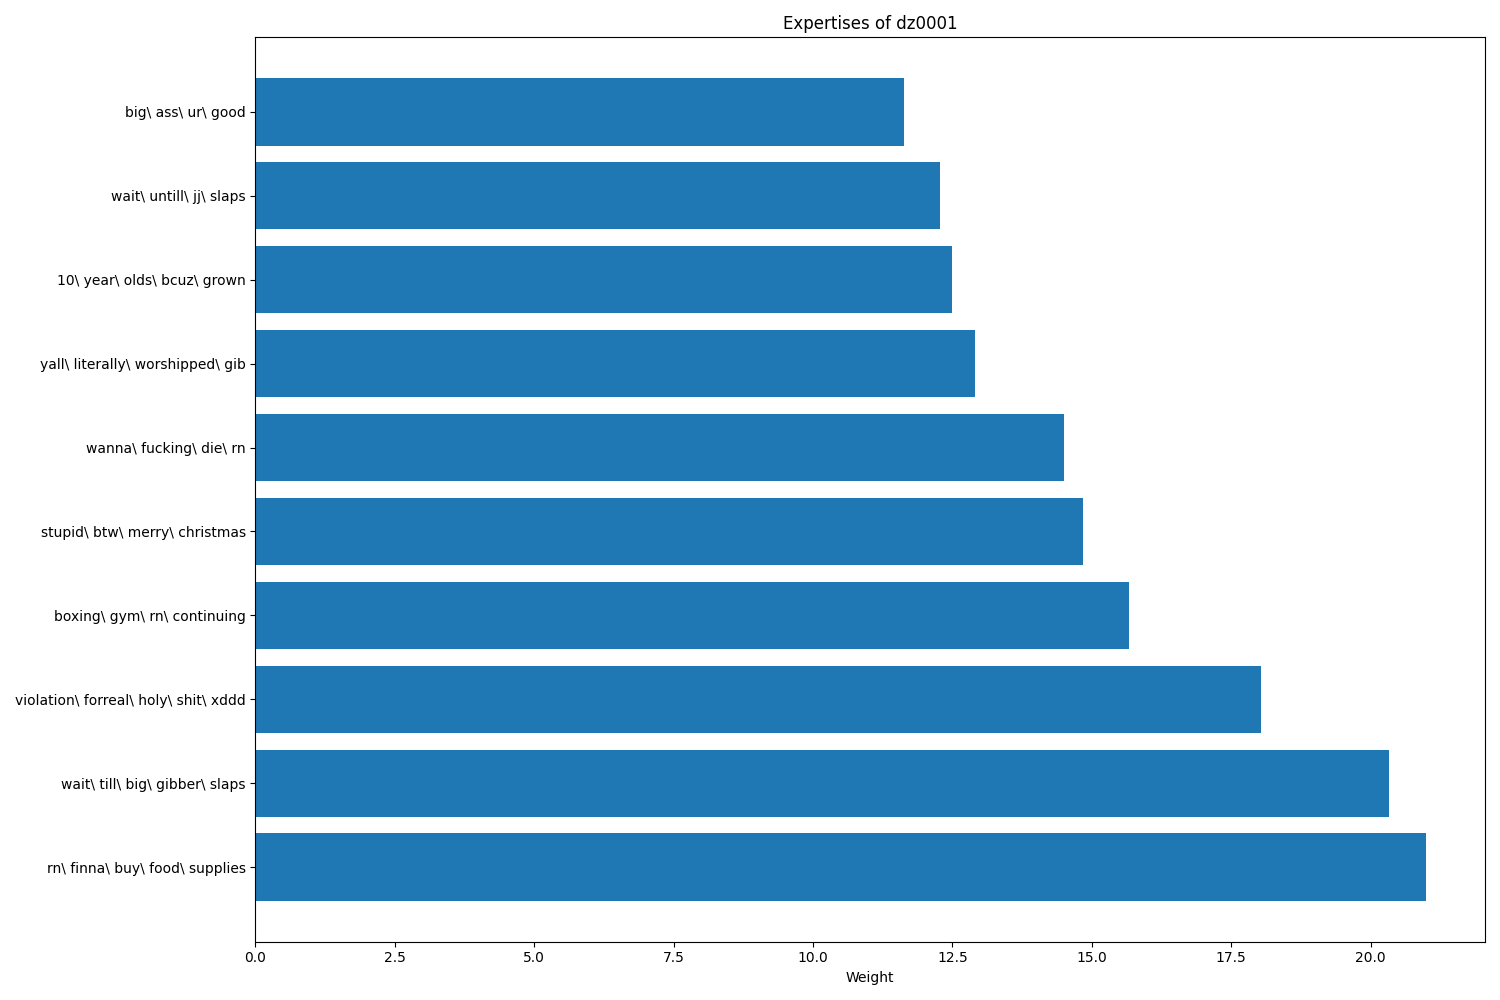 Expertises of dz0001
big\ ass\ ur\ good
wait\ untill\ jj\ slaps
10\ year\ olds\ bcuz\ grown
yall\ literally\ worshipped\ gib
wanna\ fucking\ die\ rn
stupid\ btw\ merry\ christmas
boxing\ gym\ rn\ continuing
violation\ forreal\ holy\ shit\ xddd
wait\ till\ big\ gibber\ slaps
rn\ finna\ buy\ food\ supplies
0.0 2.5 5.0 7.5 10.0 12.5 15.0 17.5 20.0
Weight